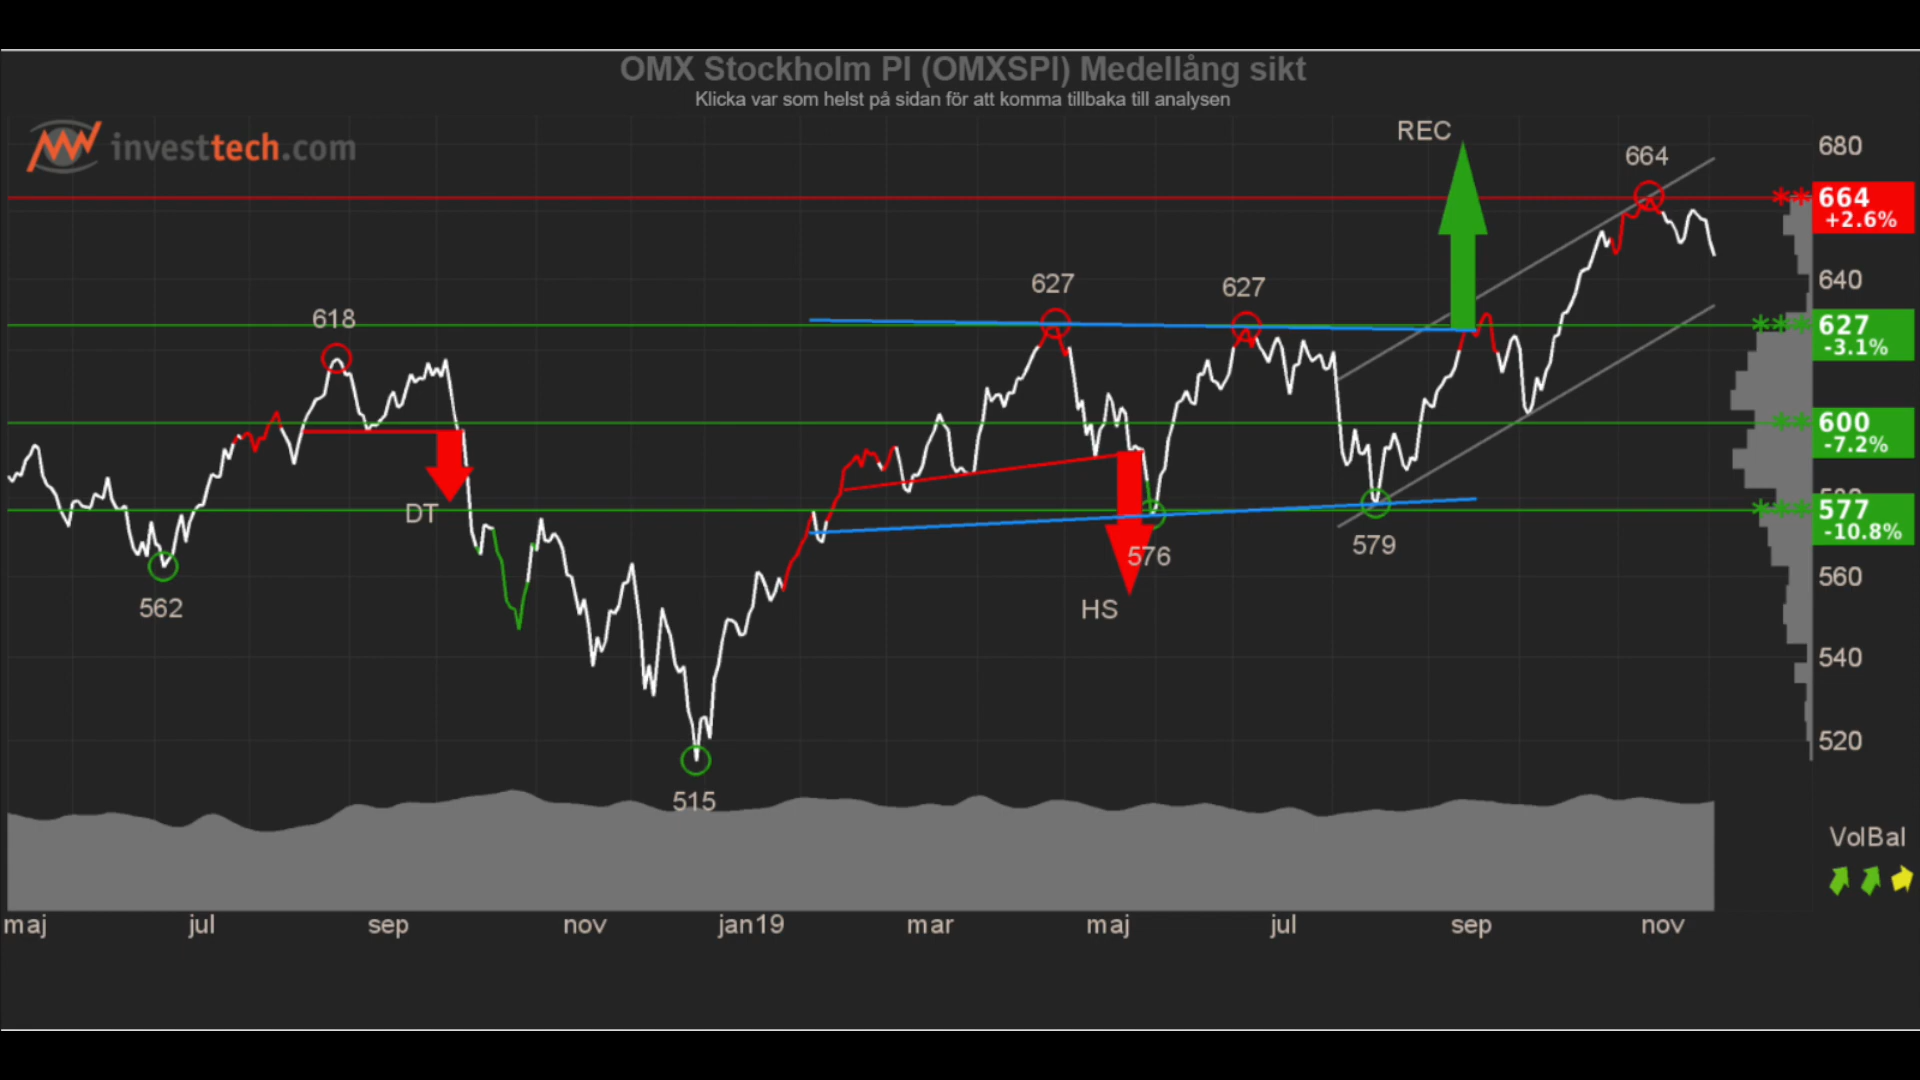 OMX Stockholm PI (OMXSPI) Medellång sikt
Klicka var som helst på sidan för att komma tillbaka till analysen
investtech.com
REC
664
680
** 664
+2.6%
640
618
627
627
*** 627
-3.1%
** 600
-7.2%
DT
*** 577
-10.8%
562
576
579
560
HS
540
520
515
VolBal
maj jul sep nov jan19 mar maj jul sep nov